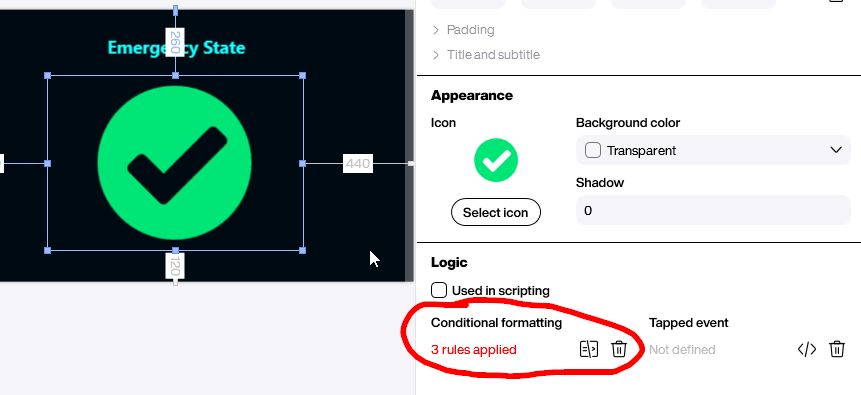 260
Emergency State
440
120
Padding
Title and subtitle
Appearance
Icon
Background color
Transparent
Select icon
Shadow
0
Logic
Used in scripting
Conditional formatting
Tapped event
3 rules applied
Not defined